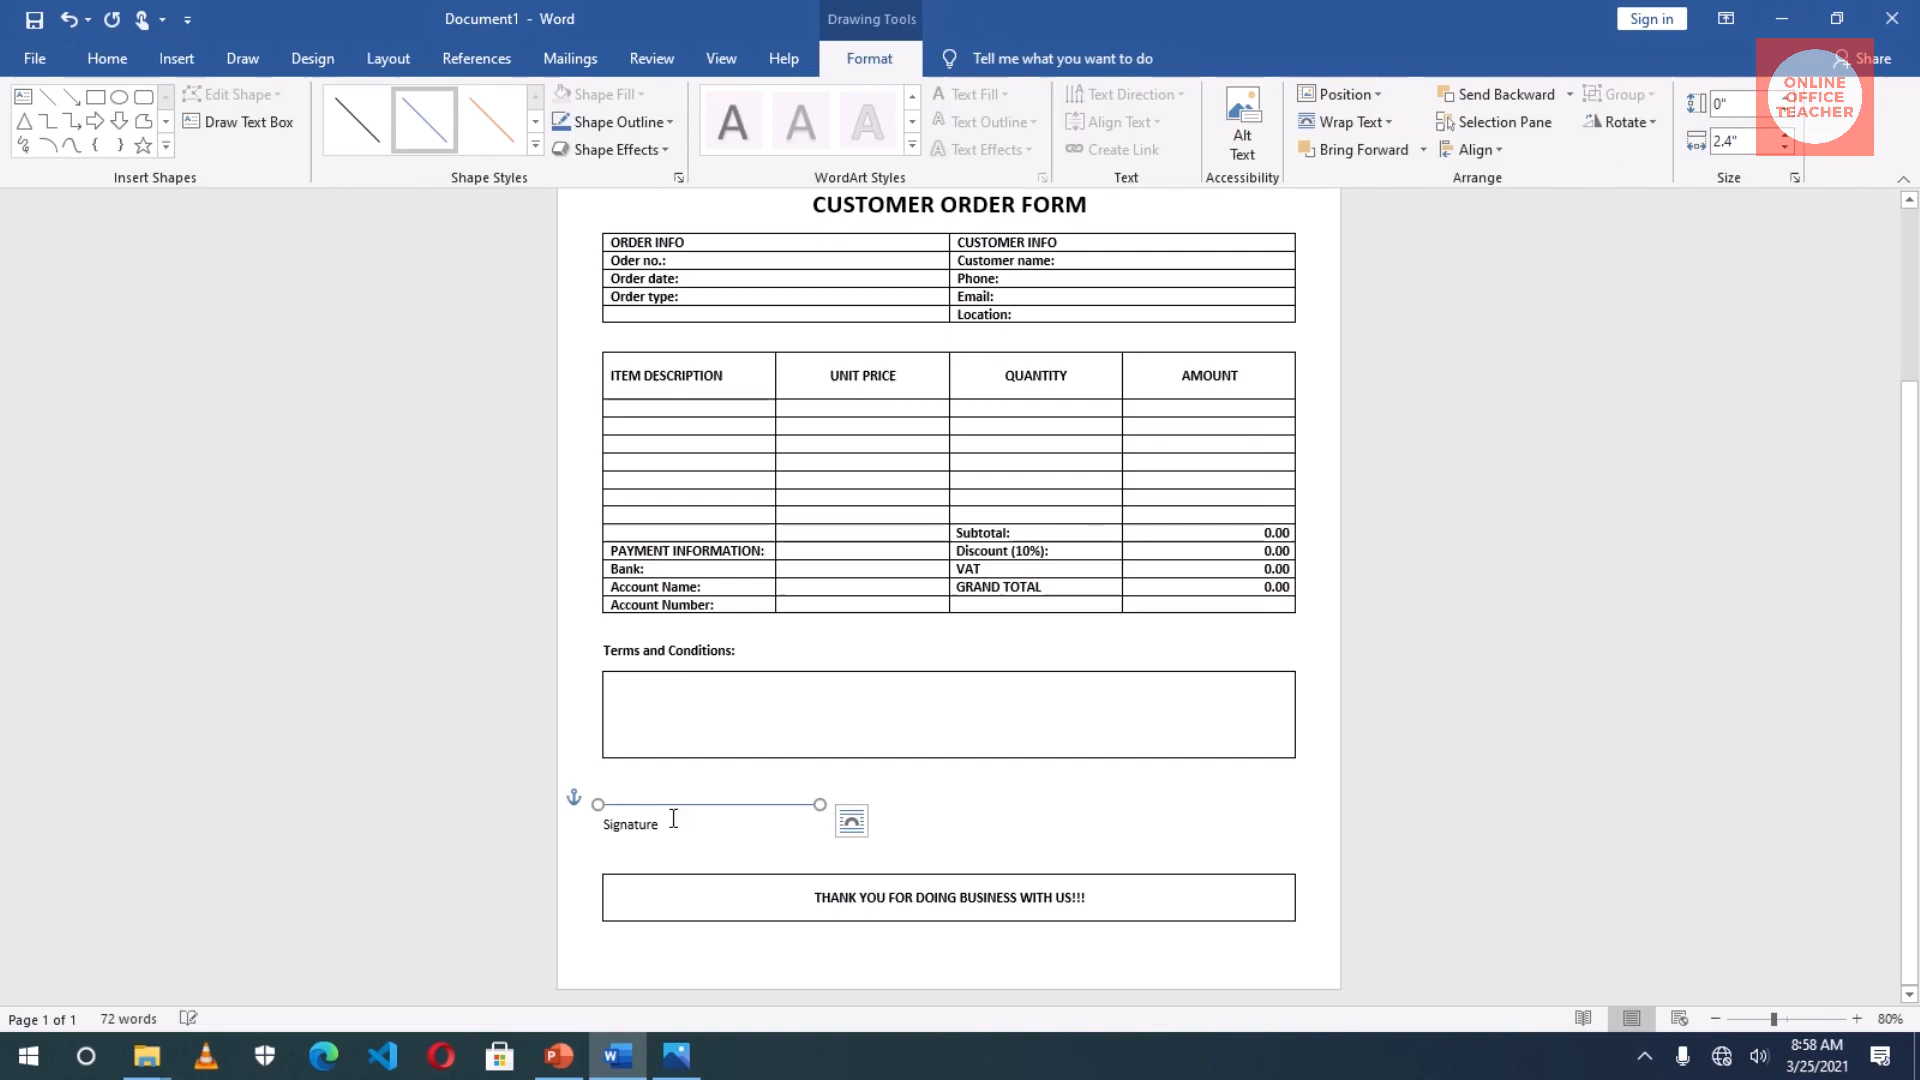 Document1 - Word
Drawing Tools
Sign in
File Home Insert Draw Design Layout References Mailings Review View Help Format Tell me what you want to do Share
ONLINE
OFFICE
TEACHER
Edit Shape
Draw Text Box
Insert Shapes
Shape Fill
Shape Outline
Shape Effects
Shape Styles
A A A
WordArt Styles
Text Fill
Text Outline
Text Effects
Text Direction
Align Text
Create Link
Text
Alt
Text
Accessibility
Position
Wrap Text
Bring Forward
Send Backward
Selection Pane
Align
Group
Rotate
Arrange
0"
2.4"
Size
CUSTOMER ORDER FORM
ORDER INFO CUSTOMER INFO
Oder no.: Customer name:
Order date: Phone:
Order type: Email:
Location:
ITEM DESCRIPTION UNIT PRICE QUANTITY AMOUNT
Subtotal: 0.00
PAYMENT INFORMATION: Discount (10%): 0.00
Bank: VAT 0.00
Account Name: GRAND TOTAL 0.00
Account Number:
Terms and Conditions:
Signature
THANK YOU FOR DOING BUSINESS WITH US!!!
Page 1 of 1 72 words 80%
8:58 AM
3/25/2021